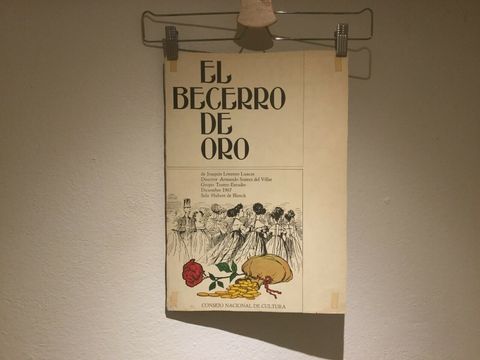 EL
BECERRO
DE
ORO
de Joaquín Lorenzo Luaces
Director Armando Suárez del Villar
Grupo Teatro Estudio
Diciembre 1967
Sala Hubert de Blanck
CONSEJO NACIONAL DE CULTURA